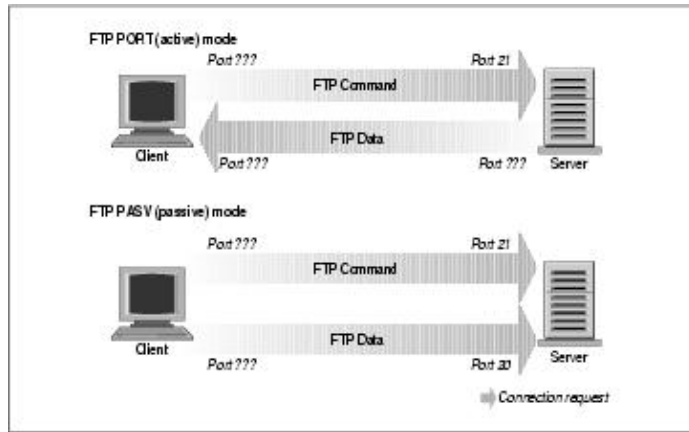 FTP PORT (active) mode
Port ??? Port 21
FTP Command
FTP Data
Client
Port ??? Port ???
Server
FTP PASV (passive) mode
Port ??? Port 21
FTP Command
FTP Data
Client
Port ??? Port 20
Server
Connection request